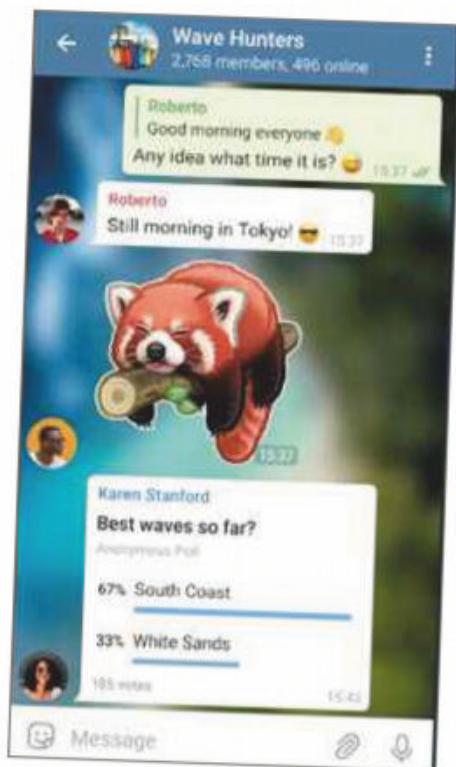 Wave Hunters
2,768 members, 496 online
Roberto
Good morning everyone 👋
Any idea what time it is? 😋 15:37
Roberto
Still morning in Tokyo! 😎 15:37
15:37
Karen Stanford
Best waves so far?
Anonymous Poll
67% South Coast
33% White Sands
185 votes 15:42
Message